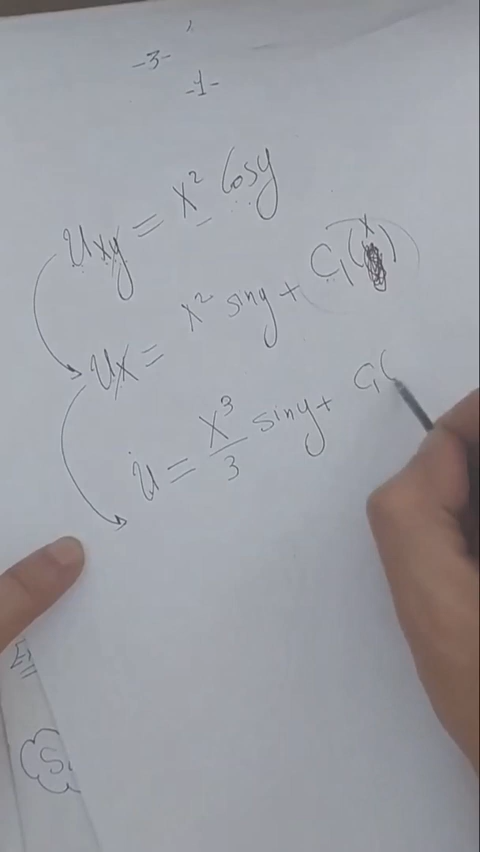 -3-
-1-
Uxy = x² Cosy
Ux = x² siny + C₁(x)
u = x³/3 siny + C₁(
S